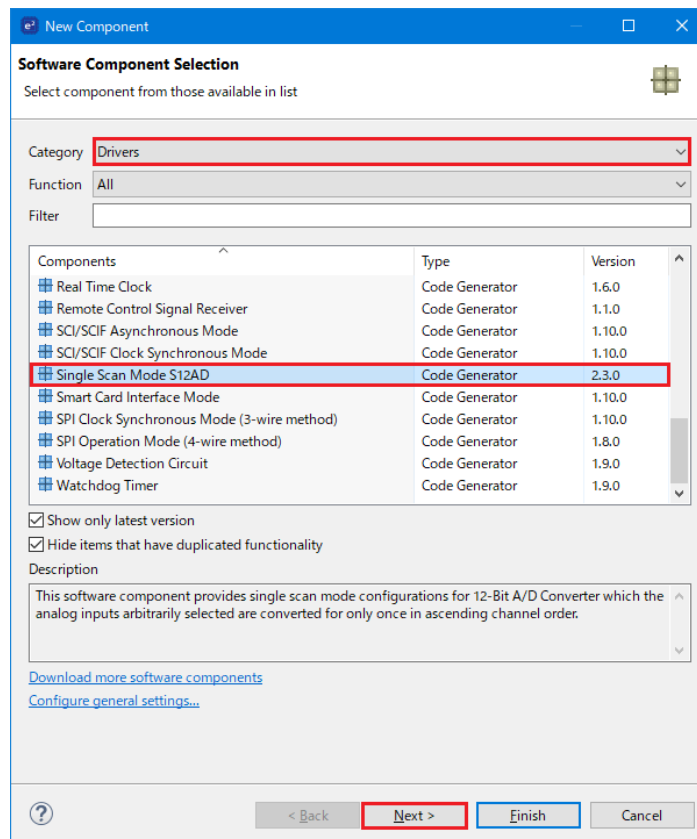 e² New Component
Software Component Selection
Select component from those available in list
Category Drivers
Function All
Filter
Components Type Version
Real Time Clock Code Generator 1.6.0
Remote Control Signal Receiver Code Generator 1.1.0
SCI/SCIF Asynchronous Mode Code Generator 1.10.0
SCI/SCIF Clock Synchronous Mode Code Generator 1.10.0
Single Scan Mode S12AD Code Generator 2.3.0
Smart Card Interface Mode Code Generator 1.10.0
SPI Clock Synchronous Mode (3-wire method) Code Generator 1.10.0
SPI Operation Mode (4-wire method) Code Generator 1.8.0
Voltage Detection Circuit Code Generator 1.9.0
Watchdog Timer Code Generator 1.9.0
Show only latest version
Hide items that have duplicated functionality
Description
This software component provides single scan mode configurations for 12-Bit A/D Converter which the
analog inputs arbitrarily selected are converted for only once in ascending channel order.
Download more software components
Configure general settings...
? < Back Next > Finish Cancel